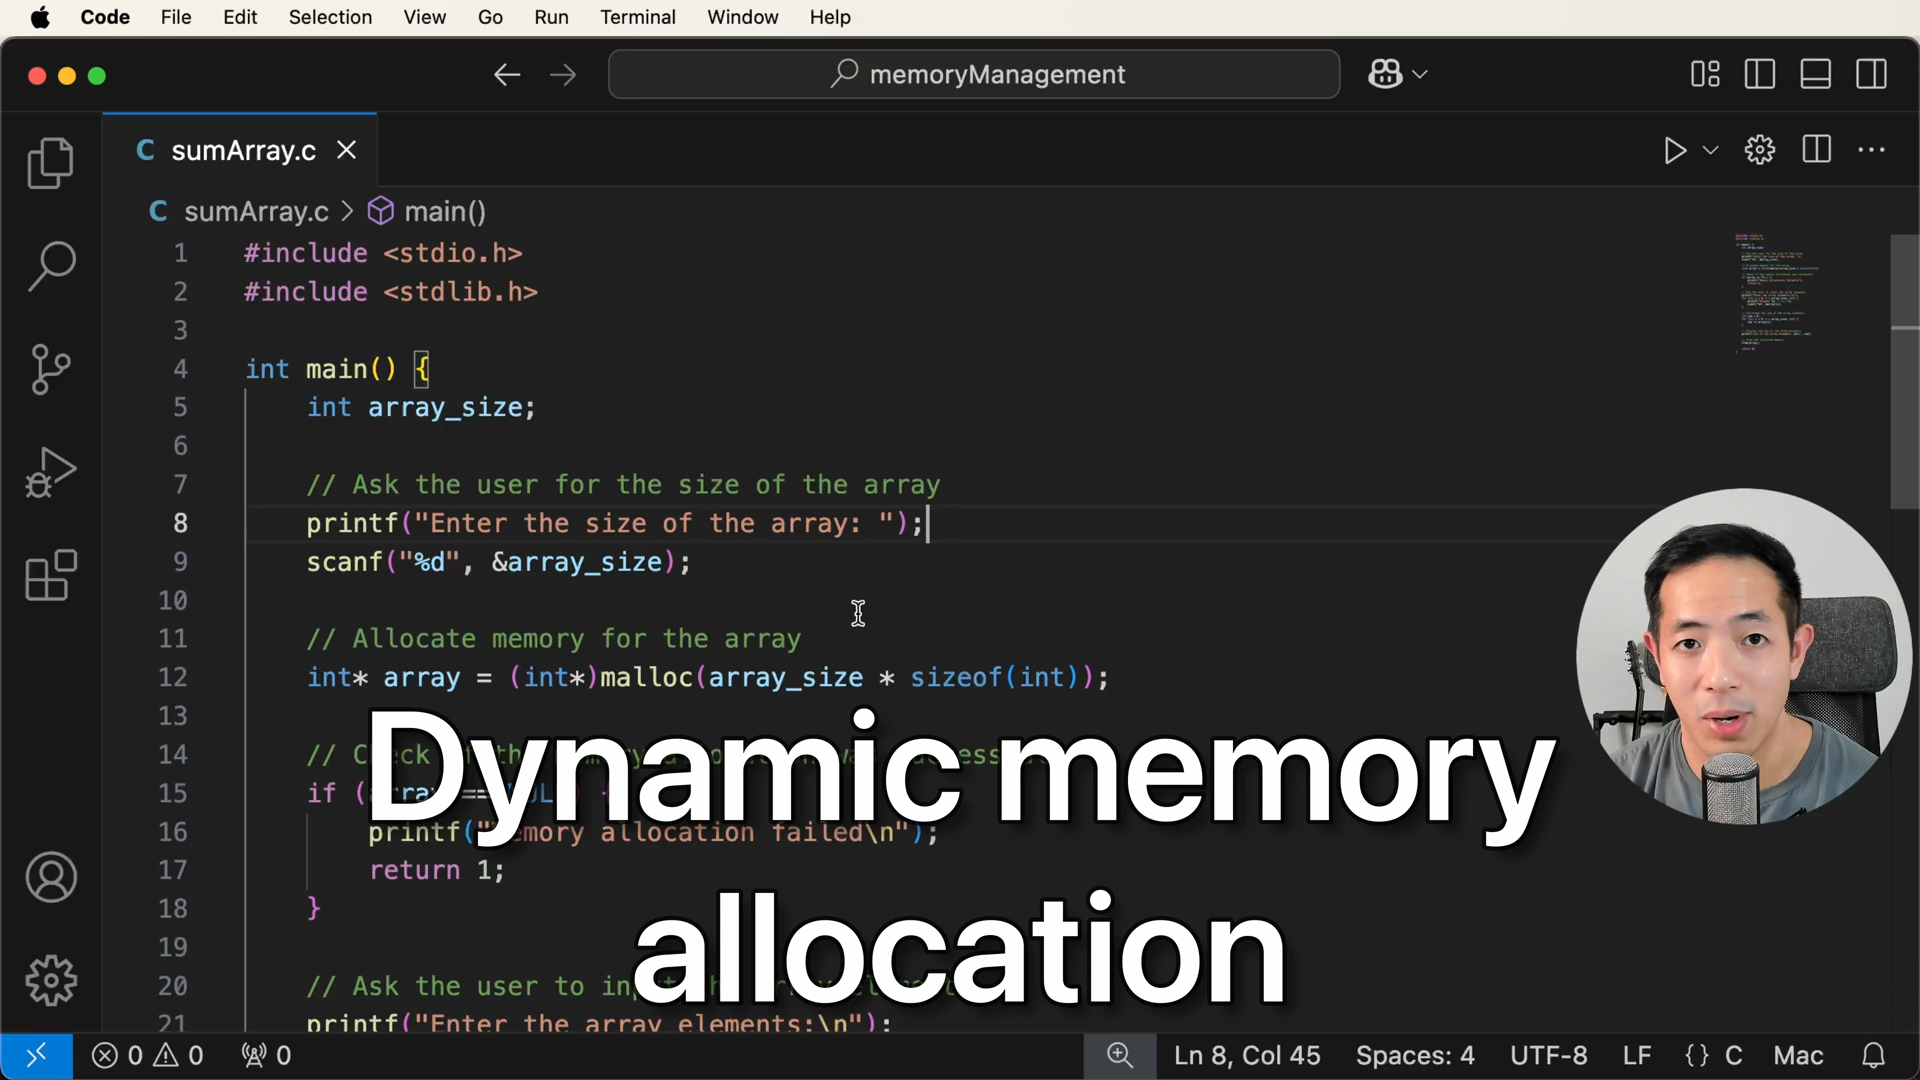 Code File Edit Selection View Go Run Terminal Window Help
memoryManagement
C sumArray.c
C sumArray.c > main()
1 #include <stdio.h>
2 #include <stdlib.h>
3
4 int main() {
5 int array_size;
6
7 // Ask the user for the size of the array
8 printf("Enter the size of the array: ");
9 scanf("%d", &array_size);
10
11 // Allocate memory for the array
12 int* array = (int*)malloc(array_size * sizeof(int));
13
14 //
15 if (
16 printf(" allocation failed\n");
17 return 1;
18 }
19
20 // Ask the user to
21 printf("Enter the array elements:\n");
Dynamic memory
allocation
0 0 0 Ln 8, Col 45 Spaces: 4 UTF-8 LF {} C Mac